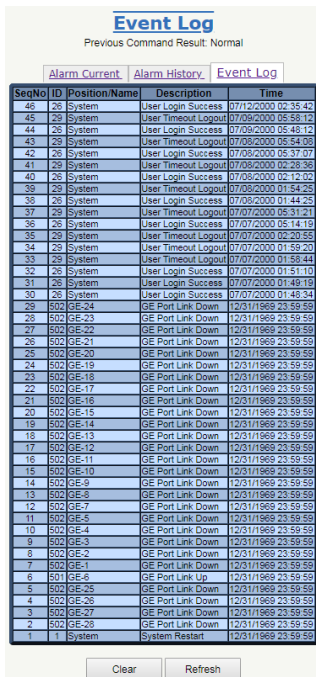 Event Log
Previous Command Result: Normal
Alarm Current Alarm History Event Log
SeqNo ID Position/Name Description Time
46 26 System User Login Success 07/12/2000 02:35:42
45 29 System User Timeout Logout 07/09/2000 05:58:12
44 26 System User Login Success 07/09/2000 05:48:12
43 29 System User Timeout Logout 07/08/2000 05:54:08
42 26 System User Login Success 07/08/2000 05:37:07
41 29 System User Timeout Logout 07/08/2000 02:28:36
40 26 System User Login Success 07/08/2000 02:12:02
39 29 System User Timeout Logout 07/08/2000 01:54:25
38 26 System User Login Success 07/08/2000 01:44:25
37 29 System User Timeout Logout 07/07/2000 05:31:21
36 26 System User Login Success 07/07/2000 05:14:19
35 29 System User Timeout Logout 07/07/2000 02:20:55
34 29 System User Timeout Logout 07/07/2000 01:59:20
33 29 System User Timeout Logout 07/07/2000 01:58:44
32 26 System User Login Success 07/07/2000 01:51:10
31 26 System User Login Success 07/07/2000 01:49:19
30 26 System User Login Success 07/07/2000 01:48:34
29 502 GE-24 GE Port Link Down 12/31/1969 23:59:59
28 502 GE-23 GE Port Link Down 12/31/1969 23:59:59
27 502 GE-22 GE Port Link Down 12/31/1969 23:59:59
26 502 GE-21 GE Port Link Down 12/31/1969 23:59:59
25 502 GE-20 GE Port Link Down 12/31/1969 23:59:59
24 502 GE-19 GE Port Link Down 12/31/1969 23:59:59
23 502 GE-18 GE Port Link Down 12/31/1969 23:59:59
22 502 GE-17 GE Port Link Down 12/31/1969 23:59:59
21 502 GE-16 GE Port Link Down 12/31/1969 23:59:59
20 502 GE-15 GE Port Link Down 12/31/1969 23:59:59
19 502 GE-14 GE Port Link Down 12/31/1969 23:59:59
18 502 GE-13 GE Port Link Down 12/31/1969 23:59:59
17 502 GE-12 GE Port Link Down 12/31/1969 23:59:59
16 502 GE-11 GE Port Link Down 12/31/1969 23:59:59
15 502 GE-10 GE Port Link Down 12/31/1969 23:59:59
14 502 GE-9 GE Port Link Down 12/31/1969 23:59:59
13 502 GE-8 GE Port Link Down 12/31/1969 23:59:59
12 502 GE-7 GE Port Link Down 12/31/1969 23:59:59
11 502 GE-5 GE Port Link Down 12/31/1969 23:59:59
10 502 GE-4 GE Port Link Down 12/31/1969 23:59:59
9 502 GE-3 GE Port Link Down 12/31/1969 23:59:59
8 502 GE-2 GE Port Link Down 12/31/1969 23:59:59
7 502 GE-1 GE Port Link Down 12/31/1969 23:59:59
6 501 GE-6 GE Port Link Up 12/31/1969 23:59:59
5 502 GE-25 GE Port Link Down 12/31/1969 23:59:59
4 502 GE-26 GE Port Link Down 12/31/1969 23:59:59
3 502 GE-27 GE Port Link Down 12/31/1969 23:59:59
2 502 GE-28 GE Port Link Down 12/31/1969 23:59:59
1 1 System System Restart 12/31/1969 23:59:59
Clear Refresh